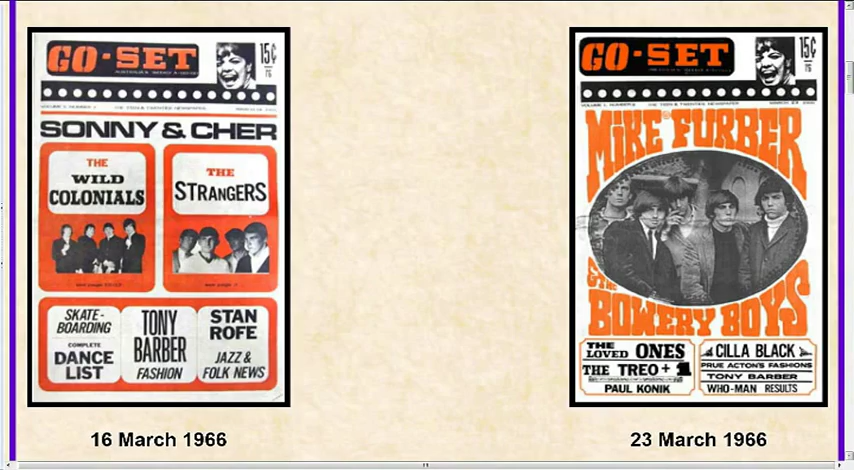 GO-SET
15¢
SONNY & CHER
THE
WILD
COLONIALS
THE
STRANGERS
SKATE-
BOARDING
COMPLETE
DANCE
LIST
TONY
BARBER
FASHION
STAN
ROFE
JAZZ &
FOLK NEWS
16 March 1966
GO-SET
15¢
MIKE FURBER
& THE
BOWERY BOYS
THE
LOVED ONES
THE TREO + 1
PAUL KONIK
CILLA BLACK
PRUE ACTON'S FASHIONS
TONY BARBER
WHO-MAN RESULTS
23 March 1966